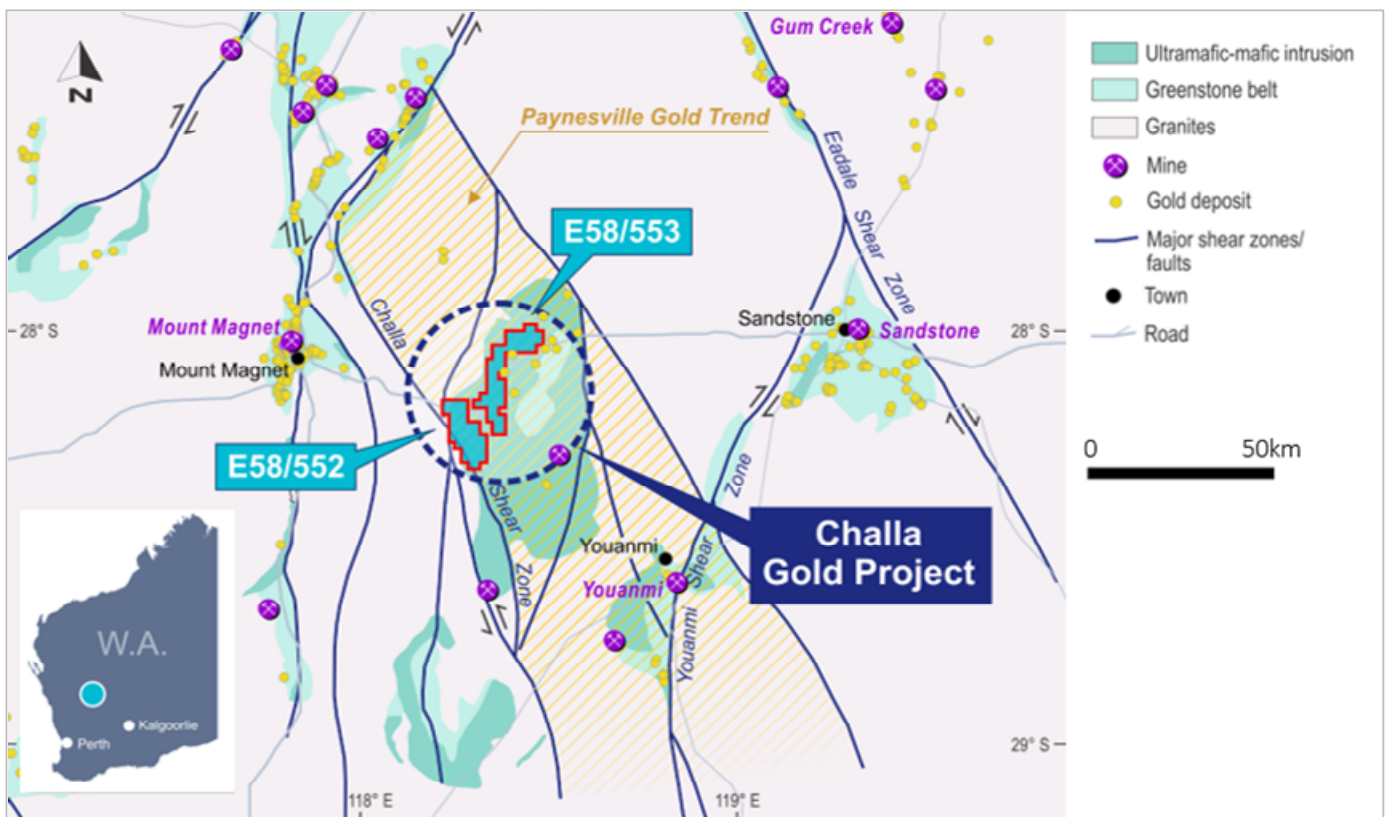 Gum Creek
N
Paynesville Gold Trend
Eadale
Shear
Zone
E58/553
Challa
Mount Magnet
Mount Magnet
Sandstone
Sandstone
28° S
28° S
E58/552
Shear
Zone
Zone
Shear
Youanmi
Youanmi
Youanmi
Challa
Gold Project
W.A.
Kalgoorlie
Perth
29° S
118° E
119° E
Ultramafic-mafic intrusion
Greenstone belt
Granites
Mine
Gold deposit
Major shear zones/
faults
Town
Road
0
50km